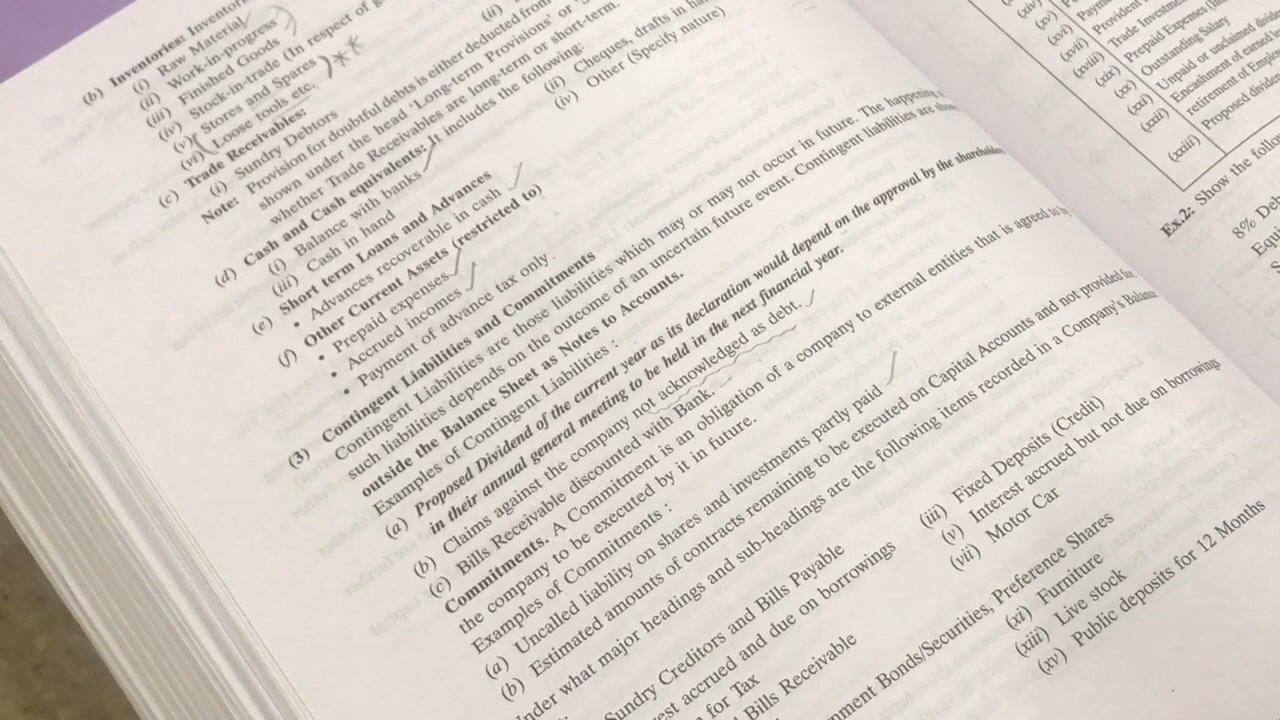 (b) Inventories:
(i) Raw Material
(ii) Work-in-progress
(iii) Finished Goods
(iv) Stock-in-trade (In respect of
(v) Stores and Spares
(vi) Loose tools etc.
(c) Trade Receivables:
(i) Sundry Debtors
(ii)
Note: Provision for doubtful debts is either deducted from
shown under the head 'Long-term Provisions' or
whether Trade Receivables are long-term or short-term.
(d) Cash and Cash equivalents: It includes the following:
(i) Balance with banks
(ii) Cheques, drafts in
(iii) Cash in hand
(iv) Other (Specify nature)
(e) Short term Loans and Advances
• Advances recoverable in cash
(f) Other Current Assets (restricted to)
• Prepaid expenses
• Accrued incomes
• Payment of advance tax only.
(3) Contingent Liabilities and Commitments
Contingent Liabilities are those liabilities which may or may not occur in future. The happening
such liabilities depends on the outcome of an uncertain future event. Contingent liabilities are
outside the Balance Sheet as Notes to Accounts.
Examples of Contingent Liabilities :
(a) Proposed Dividend of the current year as its declaration would depend on the approval by the
in their annual general meeting to be held in the next financial year.
(b) Claims against the company not acknowledged as debt.
(c) Bills Receivable discounted with Bank.
Commitments. A Commitment is an obligation of a company to external entities that is agreed to
the company to be executed by it in future.
Examples of Commitments :
(a) Uncalled liability on shares and investments partly paid
(b) Estimated amounts of contracts remaining to be executed on Capital Accounts and not provided
what major headings and sub-headings are the following items recorded in a Company's
Sundry Creditors and Bills Payable
(iii) Fixed Deposits (Credit)
accrued and due on borrowings
(v) Interest accrued but not due on borrowings
for Tax
(vii) Motor Car
Bills Receivable
Bonds/Securities, Preference Shares
(xi) Furniture
(xiii) Live stock
(xv) Public deposits for 12 Months
(xiv)
(xv)
(xvii) Provident
(xviii) Trade
(xix) Prepaid Expenses
(xx) Outstanding Salary
(xxi) Unpaid or unclaimed
(xxii) Encashment of earned
retirement of
(xxiii) Proposed
Ex.2: Show the
8%